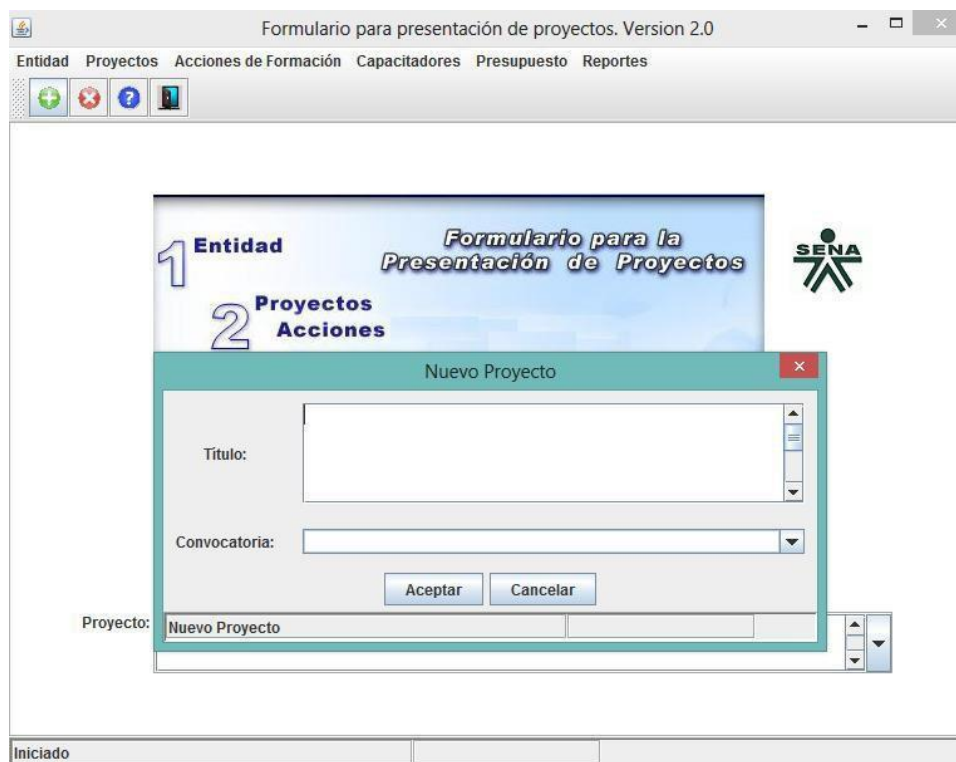 Formulario para presentación de proyectos. Version 2.0
Entidad Proyectos Acciones de Formación Capacitadores Presupuesto Reportes
1 Entidad
Formulario para la
Presentación de Proyectos
SENA
2 Proyectos
Acciones
Nuevo Proyecto
Título:
Convocatoria:
Aceptar Cancelar
Proyecto:
Nuevo Proyecto
Iniciado